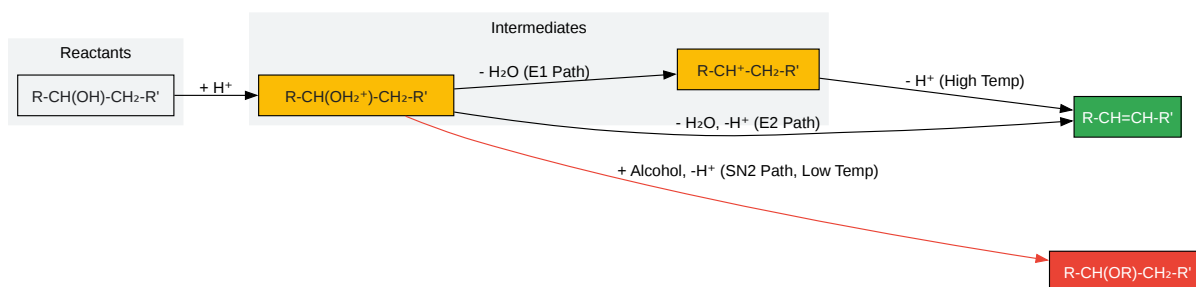 Intermediates
Reactants
- H₂O (E1 Path)
R-CH⁺-CH₂-R'
- H⁺ (High Temp)
R-CH(OH)-CH₂-R'
+ H⁺
R-CH(OH₂⁺)-CH₂-R'
- H₂O, -H⁺ (E2 Path)
R-CH=CH-R'
+ Alcohol, -H⁺ (SN2 Path, Low Temp)
R-CH(OR)-CH₂-R'